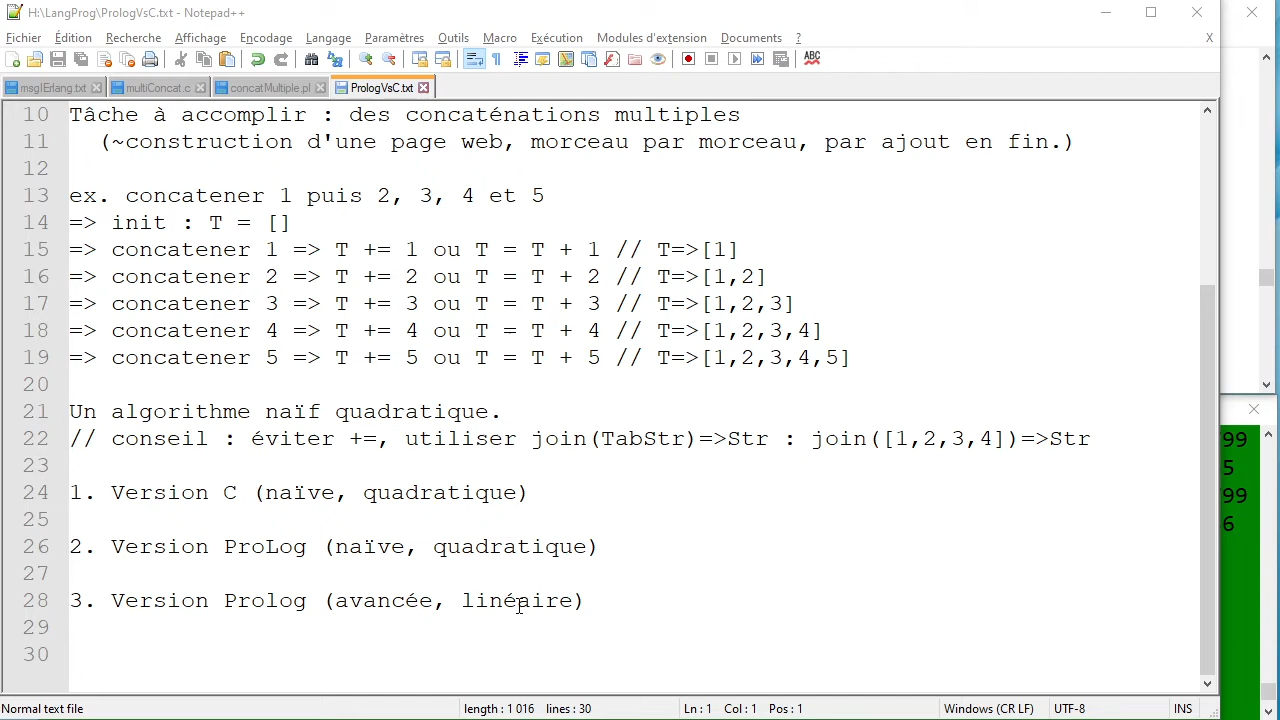 H:\LangProg\PrologVsC.txt - Notepad++
Fichier Édition Recherche Affichage Encodage Langage Paramètres Outils Macro Exécution Modules d'extension Documents ? X
ABC
msgIErlang.txt multiConcat.c concatMultiple.pl PrologVsC.txt
10 Tâche à accomplir : des concaténations multiples
11 (~construction d'une page web, morceau par morceau, par ajout en fin.)
12
13 ex. concatener 1 puis 2, 3, 4 et 5
14 => init : T = []
15 => concatener 1 => T += 1 ou T = T + 1 // T=>[1]
16 => concatener 2 => T += 2 ou T = T + 2 // T=>[1,2]
17 => concatener 3 => T += 3 ou T = T + 3 // T=>[1,2,3]
18 => concatener 4 => T += 4 ou T = T + 4 // T=>[1,2,3,4]
19 => concatener 5 => T += 5 ou T = T + 5 // T=>[1,2,3,4,5]
20
21 Un algorithme naïf quadratique.
22 // conseil : éviter +=, utiliser join(TabStr)=>Str : join([1,2,3,4])=>Str
23
24 1. Version C (naïve, quadratique)
25
26 2. Version ProLog (naïve, quadratique)
27
28 3. Version Prolog (avancée, linéaire)
29
30
99
5
99
6
Normal text file length : 1 016 lines : 30 Ln : 1 Col : 1 Pos : 1 Windows (CR LF) UTF-8 INS